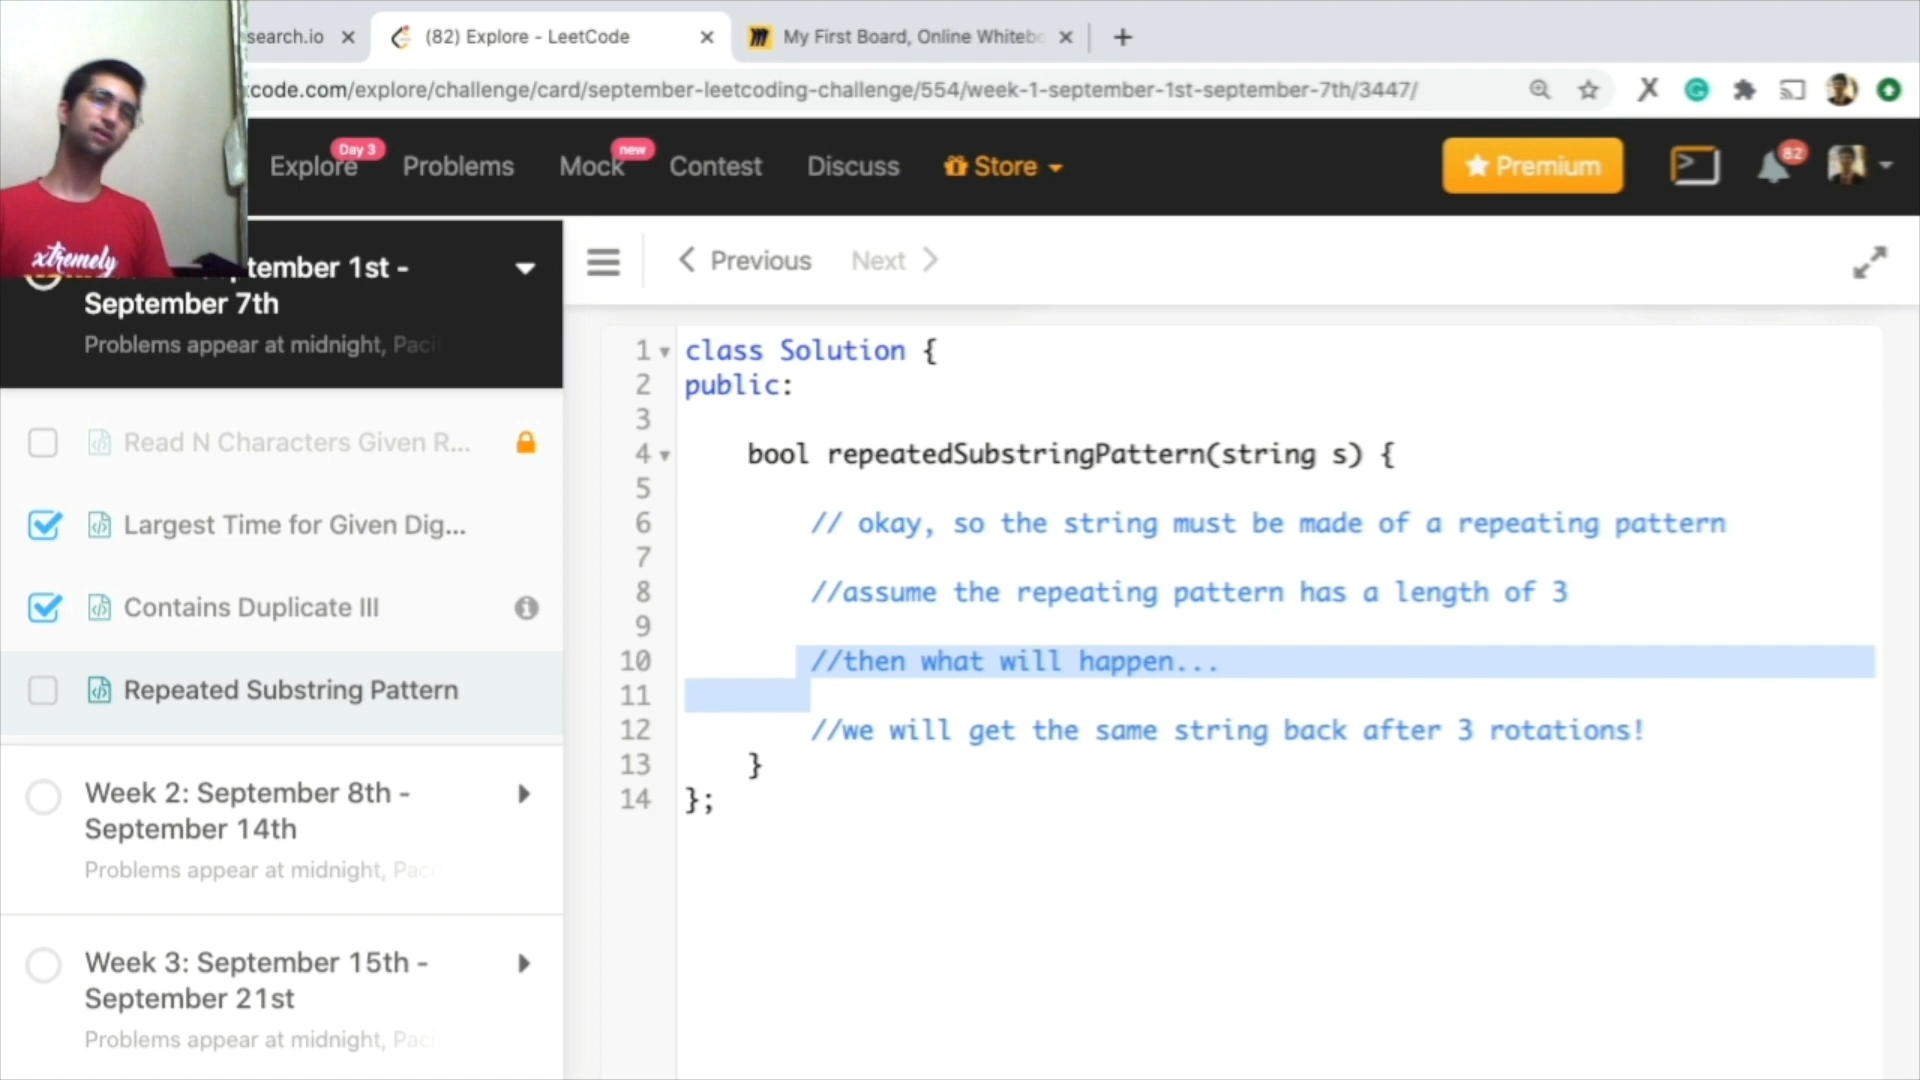 search.io
(82) Explore - LeetCode
My First Board, Online Whitebo
code.com/explore/challenge/card/september-leetcoding-challenge/554/week-1-september-1st-september-7th/3447/
Explore
Day 3
Problems
Mock
new
Contest
Discuss
Store
Premium
82
xtremely
tember 1st -
September 7th
Problems appear at midnight, Paci
Read N Characters Given R...
Largest Time for Given Dig...
Contains Duplicate III
Repeated Substring Pattern
Week 2: September 8th -
September 14th
Problems appear at midnight, Paci
Week 3: September 15th -
September 21st
Problems appear at midnight, Paci
Previous
Next
1 class Solution {
2 public:
3
4 bool repeatedSubstringPattern(string s) {
5
6 // okay, so the string must be made of a repeating pattern
7
8 //assume the repeating pattern has a length of 3
9
10 //then what will happen...
11
12 //we will get the same string back after 3 rotations!
13 }
14 };